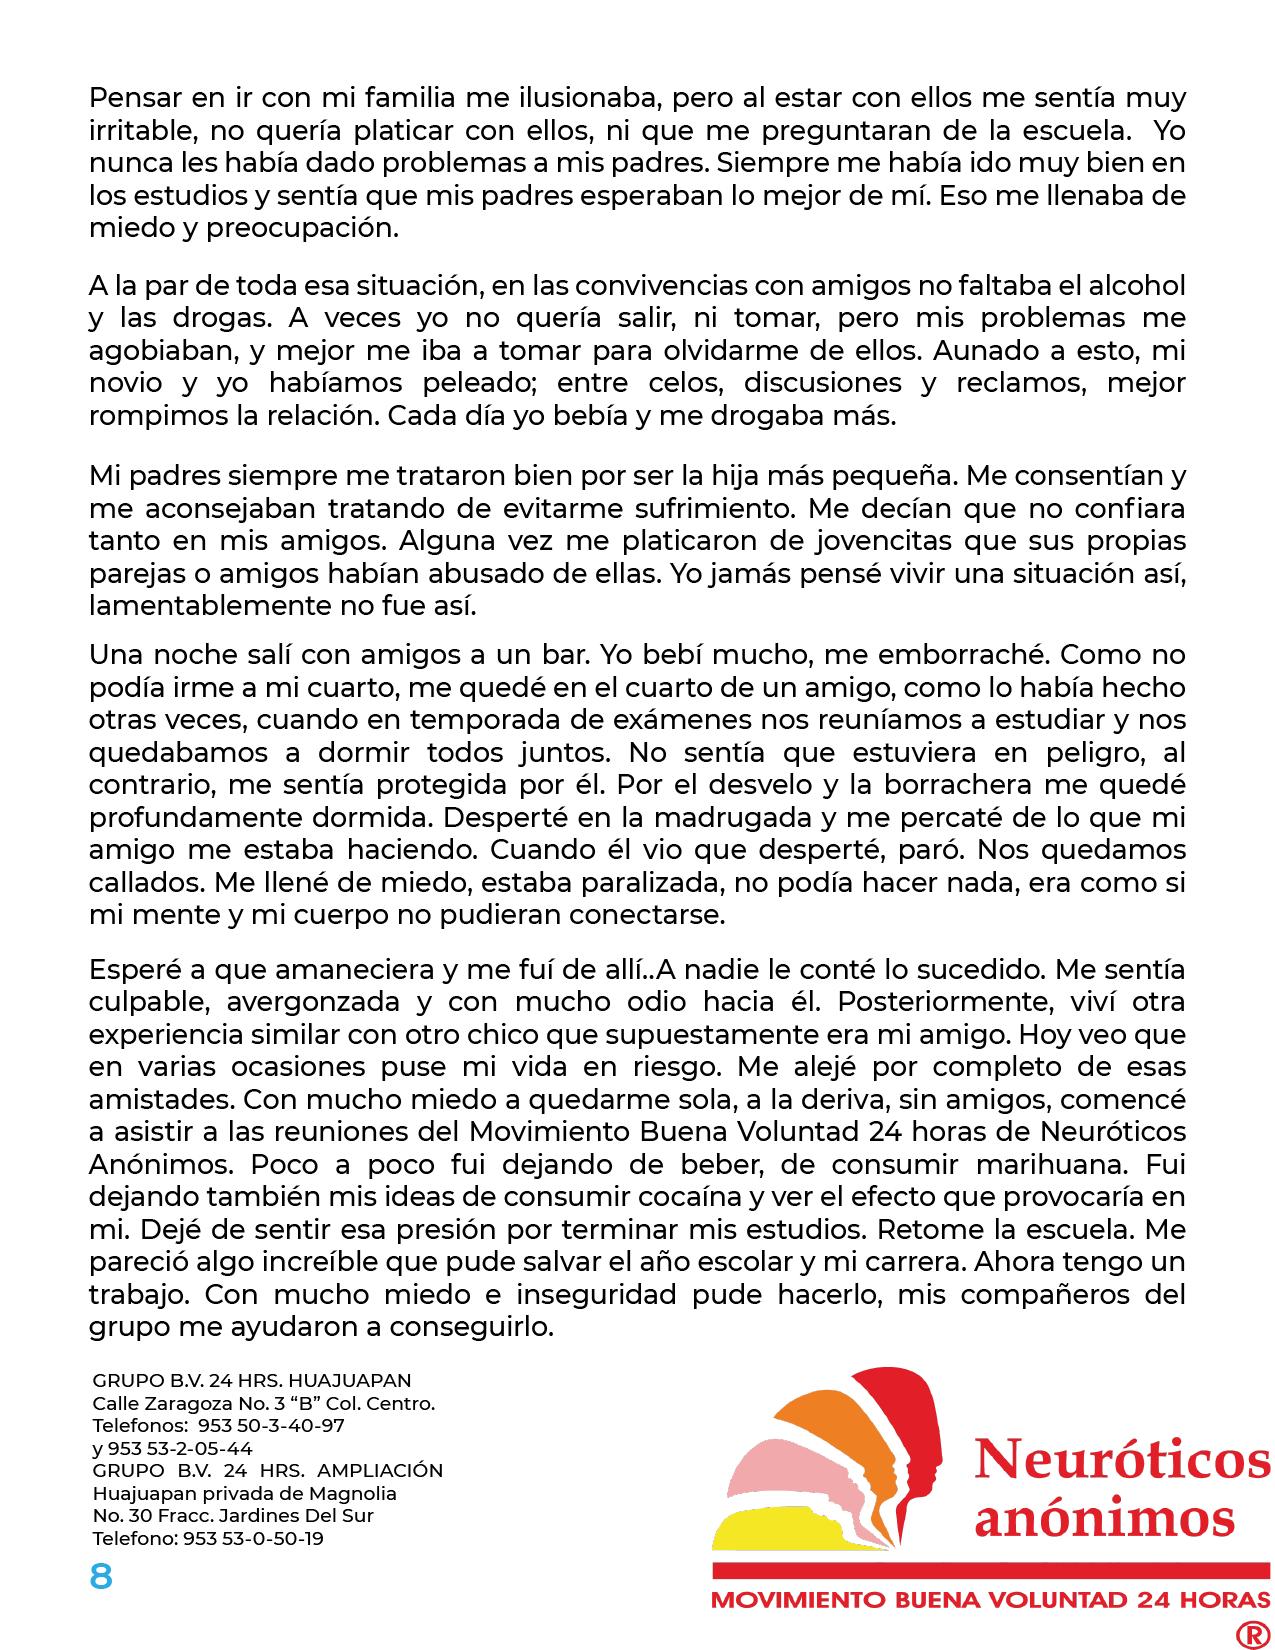 Pensar en ir con mi familia me ilusionaba, pero al estar con ellos me sentía muy
irritable, no quería platicar con ellos, ni que me preguntaran de la escuela. Yo
nunca les había dado problemas a mis padres. Siempre me había ido muy bien en
los estudios y sentía que mis padres esperaban lo mejor de mí. Eso me llenaba de
miedo y preocupación.
A la par de toda esa situación, en las convivencias con amigos no faltaba el alcohol
y las drogas. A veces yo no quería salir, ni tomar, pero mis problemas me
agobiaban, y mejor me iba a tomar para olvidarme de ellos. Aunado a esto, mi
novio y yo habíamos peleado; entre celos, discusiones y reclamos, mejor
rompimos la relación. Cada día yo bebía y me drogaba más.
Mi padres siempre me trataron bien por ser la hija más pequeña. Me consentían y
me aconsejaban tratando de evitarme sufrimiento. Me decían que no confiara
tanto en mis amigos. Alguna vez me platicaron de jovencitas que sus propias
parejas o amigos habían abusado de ellas. Yo jamás pensé vivir una situación así,
lamentablemente no fue así.
Una noche salí con amigos a un bar. Yo bebí mucho, me emborraché. Como no
podía irme a mi cuarto, me quedé en el cuarto de un amigo, como lo había hecho
otras veces, cuando en temporada de exámenes nos reuníamos a estudiar y nos
quedabamos a dormir todos juntos. No sentía que estuviera en peligro, al
contrario, me sentía protegida por él. Por el desvelo y la borrachera me quedé
profundamente dormida. Desperté en la madrugada y me percaté de lo que mi
amigo me estaba haciendo. Cuando él vio que desperté, paró. Nos quedamos
callados. Me llené de miedo, estaba paralizada, no podía hacer nada, era como si
mi mente y mi cuerpo no pudieran conectarse.
Esperé a que amaneciera y me fuí de allí..A nadie le conté lo sucedido. Me sentía
culpable, avergonzada y con mucho odio hacia él. Posteriormente, viví otra
experiencia similar con otro chico que supuestamente era mi amigo. Hoy veo que
en varias ocasiones puse mi vida en riesgo. Me alejé por completo de esas
amistades. Con mucho miedo a quedarme sola, a la deriva, sin amigos, comencé
a asistir a las reuniones del Movimiento Buena Voluntad 24 horas de Neuróticos
Anónimos. Poco a poco fui dejando de beber, de consumir marihuana. Fui
dejando también mis ideas de consumir cocaína y ver el efecto que provocaría en
mi. Dejé de sentir esa presión por terminar mis estudios. Retome la escuela. Me
pareció algo increíble que pude salvar el año escolar y mi carrera. Ahora tengo un
trabajo. Con mucho miedo e inseguridad pude hacerlo, mis compañeros del
grupo me ayudaron a conseguirlo.
GRUPO B.V. 24 HRS. HUAJUAPAN
Calle Zaragoza No. 3 “B” Col. Centro.
Telefonos: 953 50-3-40-97
y 953 53-2-05-44
GRUPO B.V. 24 HRS. AMPLIACIÓN
Huajuapan privada de Magnolia
No. 30 Fracc. Jardines Del Sur
Telefono: 953 53-0-50-19
8
Neuróticos
anónimos
MOVIMIENTO BUENA VOLUNTAD 24 HORAS
®